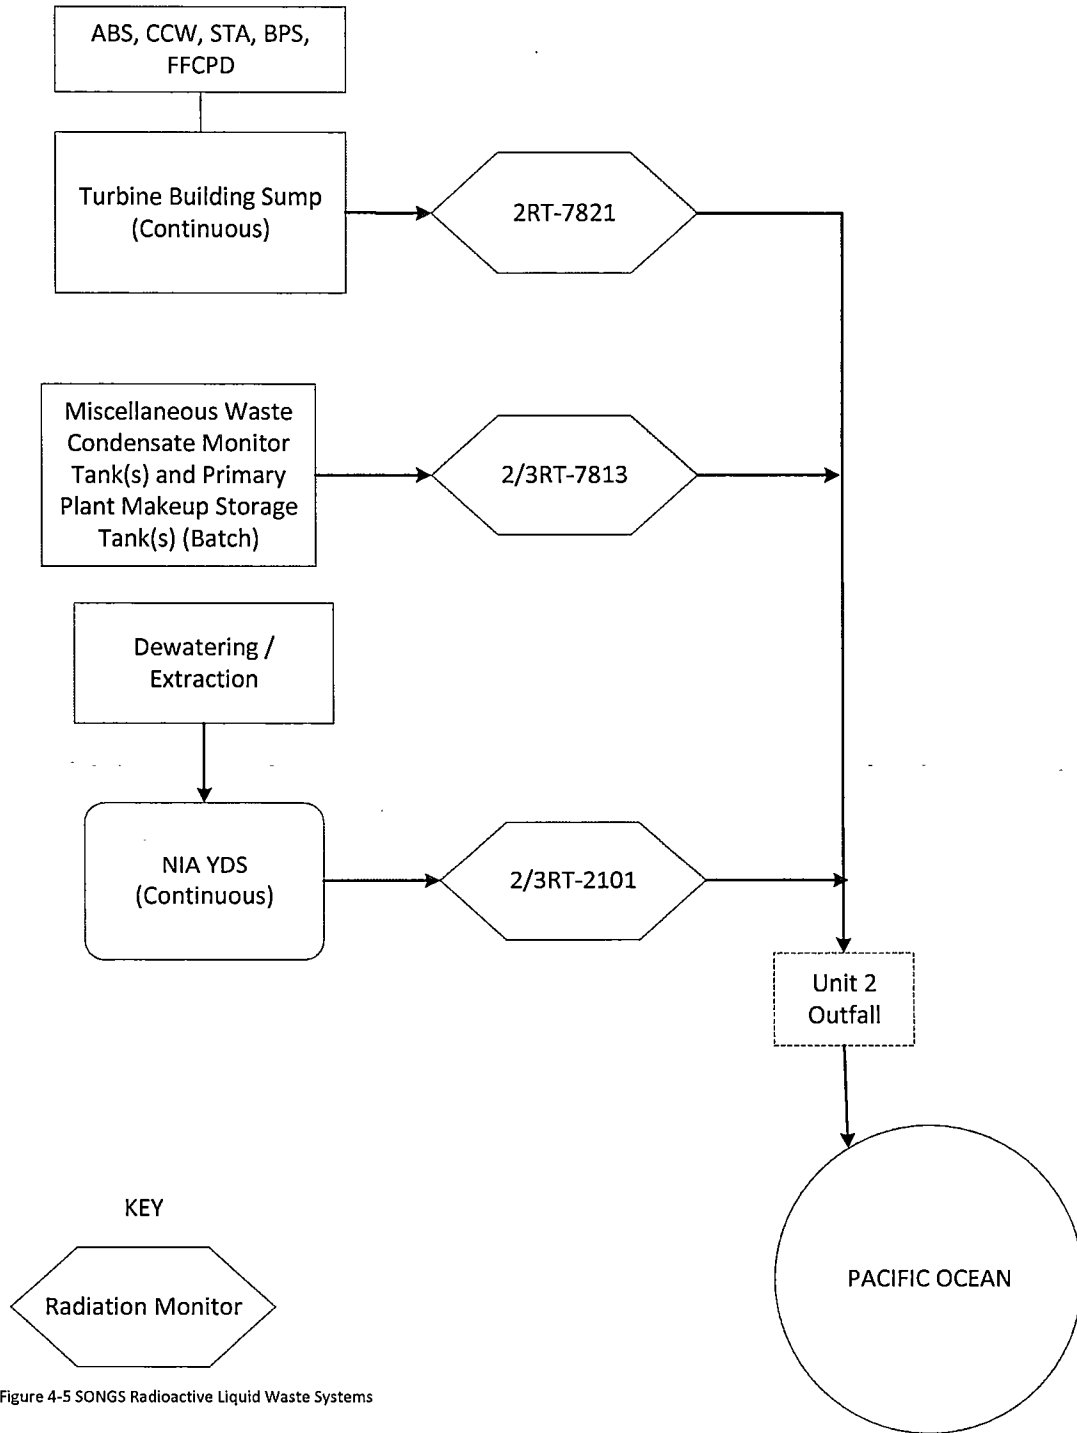 ABS, CCW, STA, BPS,
FFCPD
Turbine Building Sump
(Continuous)
2RT-7821
Miscellaneous Waste
Condensate Monitor
Tank(s) and Primary
Plant Makeup Storage
Tank(s) (Batch)
2/3RT-7813
Dewatering /
Extraction
NIA YDS
(Continuous)
2/3RT-2101
Unit 2
Outfall
PACIFIC OCEAN
KEY
Radiation Monitor
Figure 4-5 SONGS Radioactive Liquid Waste Systems